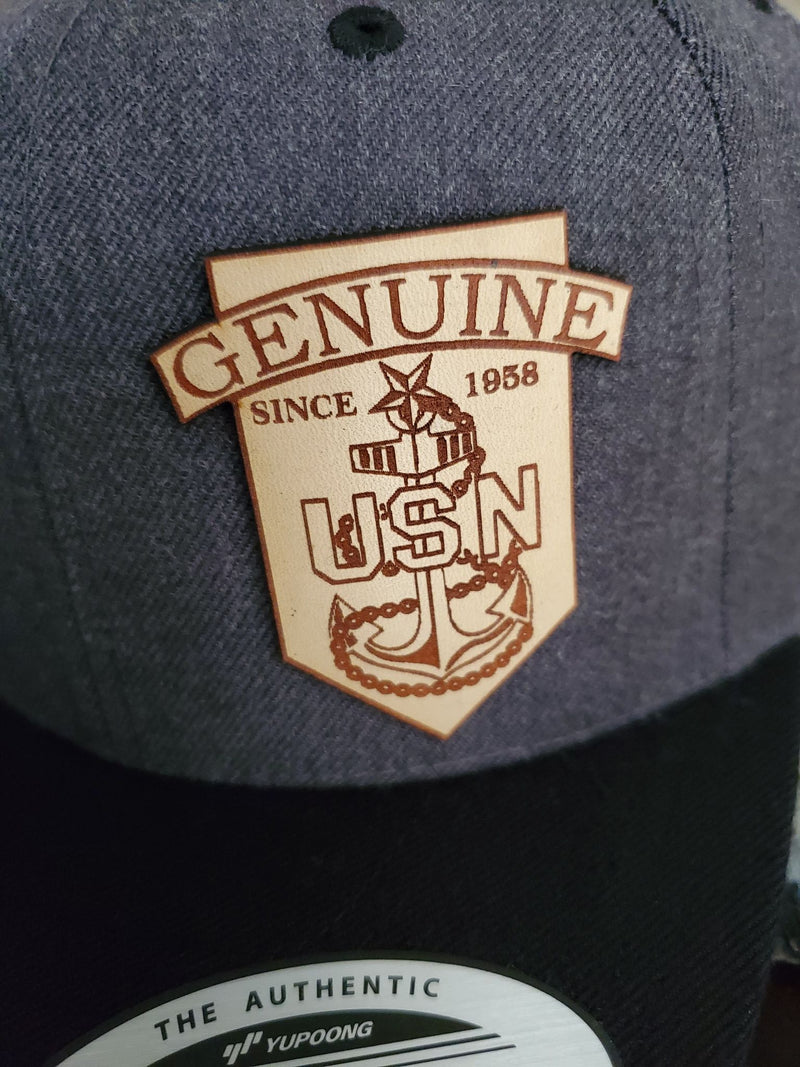 GENUINE
SINCE 1958
USN
THE AUTHENTIC
YUPOONG